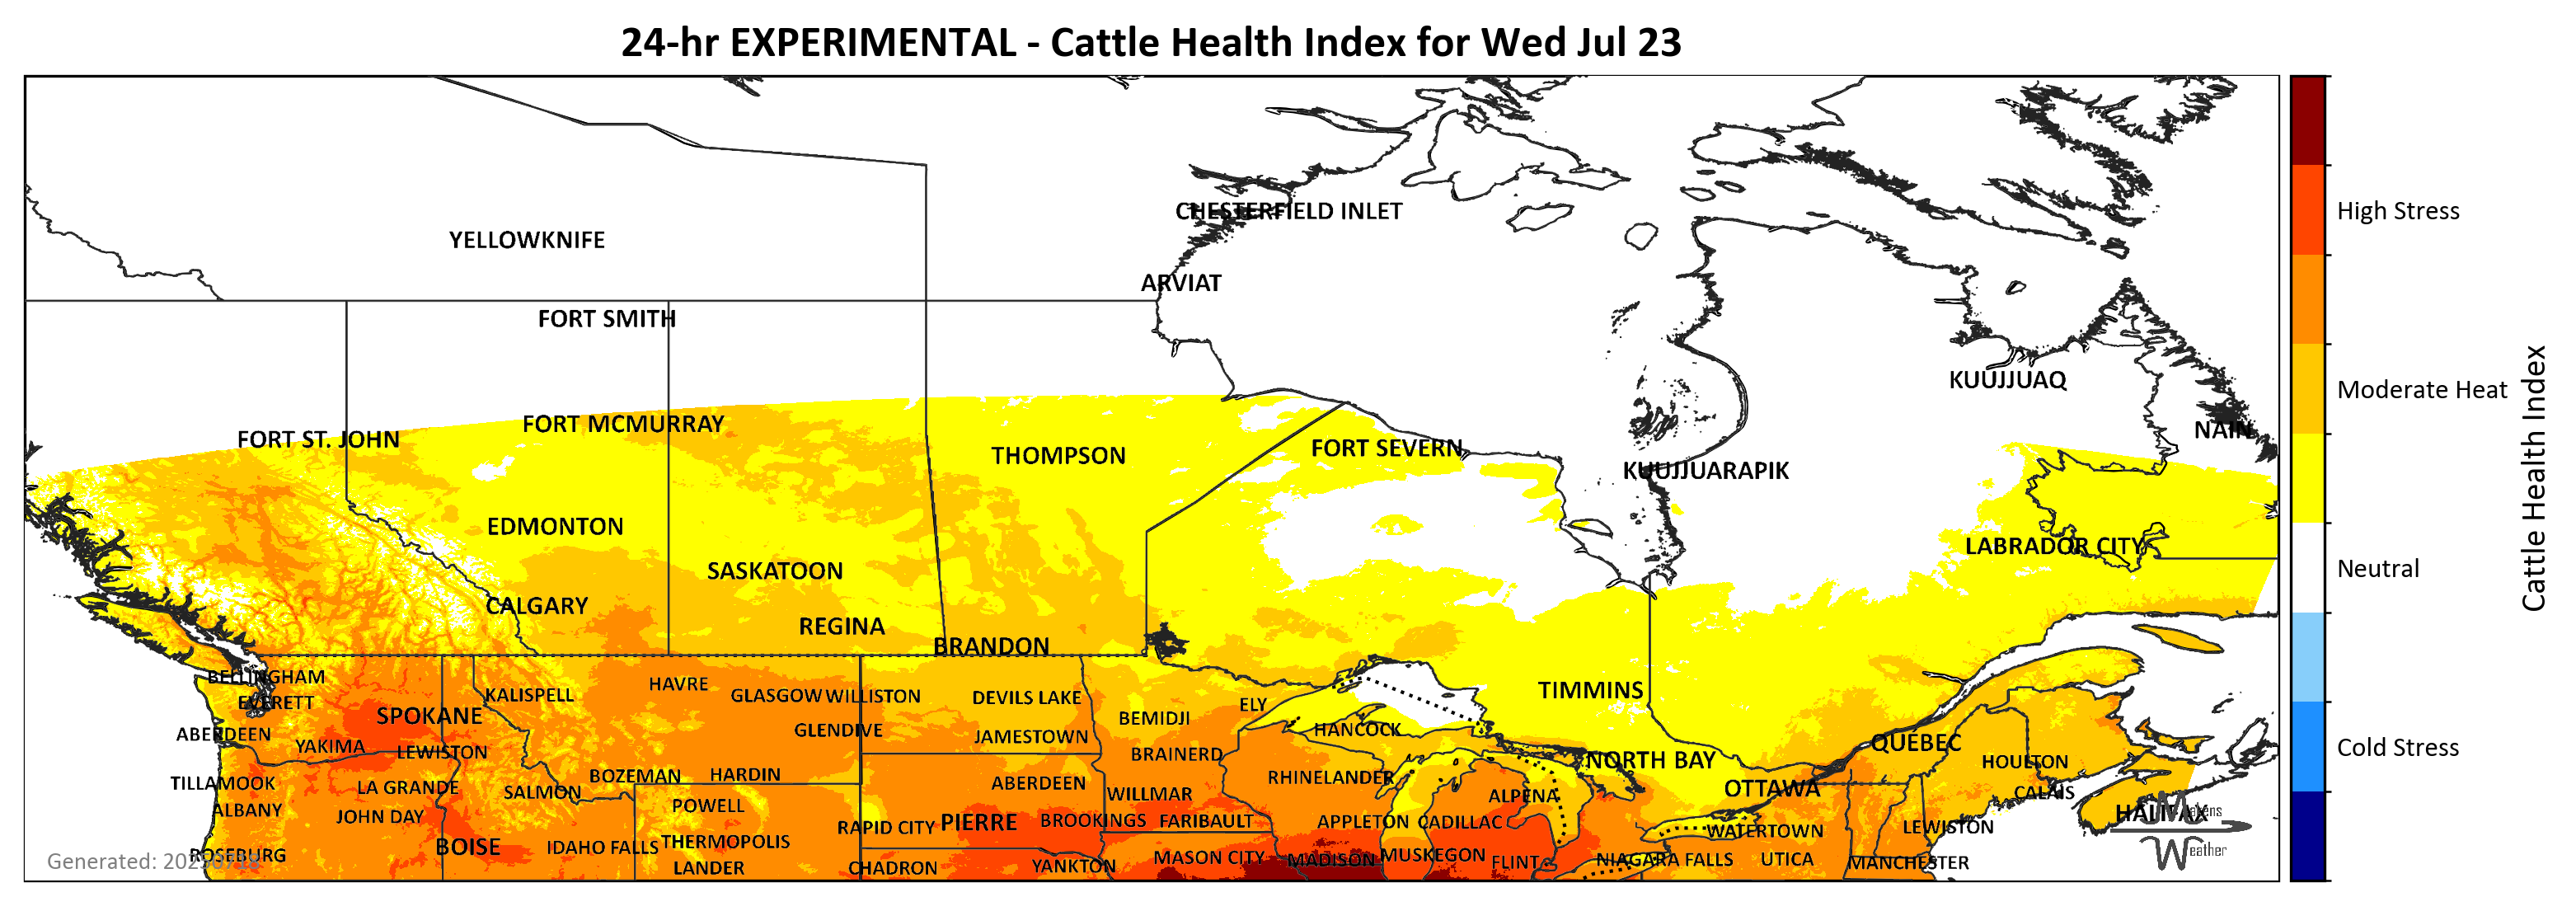 24-hr EXPERIMENTAL - Cattle Health Index for Wed Jul 23
CHESTERFIELD INLET
YELLOWKNIFE
High Stress
ARVIAT
FORT SMITH
KUUJJUAQ
Moderate Heat
FORT MCMURRAY
NAIN
FORT ST. JOHN
THOMPSON
FORT SEVERN
KUUJJUARAPIK
Cattle Health Index
EDMONTON
LABRADOR CITY
SASKATOON
Neutral
CALGARY
REGINA
BRANDON
BELLINGHAM
KALISPELL
HAVRE
GLASGOW
WILLISTON
DEVILS LAKE
TIMMINS
EVERETT
SPOKANE
ELY
BEMIDJI
ABERDEEN
GLENDIVE
JAMESTOWN
HANCOCK
QUEBEC
YAKIMA
LEWISTON
BRAINERD
NORTH BAY
HOULTON
Cold Stress
TILLAMOOK
LA GRANDE
BOZEMAN
HARDIN
ABERDEEN
RHINELANDER
OTTAWA
SALMON
WILLMAR
ALPENA
CALAIS
ALBANY
JOHN DAY
POWELL
HALIFAX
Makens
RAPID CITY
PIERRE
BROOKINGS
FARIBAULT
APPLETON
CADILLAC
WATERTOWN
LEWISTON
BOISE
IDAHO FALLS
THERMOPOLIS
Weather
ROSEBURG
MASON CITY
MADISON
MUSKEGON
FLINT
NIAGARA FALLS
UTICA
MANCHESTER
Generated:
LANDER
CHADRON
YANKTON